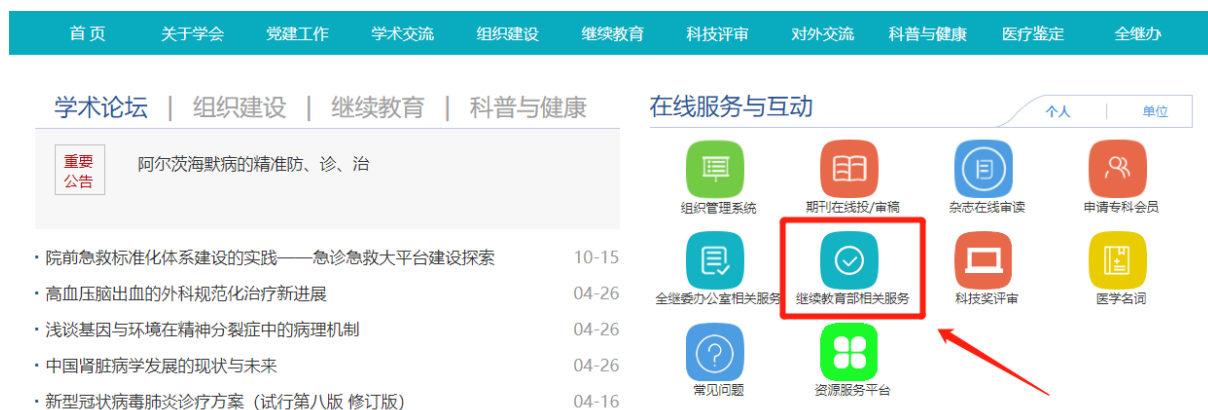 首页 关于学会 党建工作 学术交流 组织建设 继续教育 科技评审 对外交流 科普与健康 医疗鉴定 全继办
学术论坛 | 组织建设 | 继续教育 | 科普与健康
重要
公告
阿尔茨海默病的精准防、诊、治
· 院前急救标准化体系建设的实践——急诊急救大平台建设探索 10-15
· 高血压脑出血的外科规范化治疗新进展 04-26
· 浅谈基因与环境在精神分裂症中的病理机制 04-26
· 中国肾脏病学发展的现状与未来 04-26
· 新型冠状病毒肺炎诊疗方案（试行第八版 修订版） 04-16
在线服务与互动 个人 | 单位
组织管理系统 期刊在线投/审稿 杂志在线审读 申请专科会员
全继委办公室相关服务 继续教育部相关服务 科技奖评审 医学名词
常见问题 资源服务平台